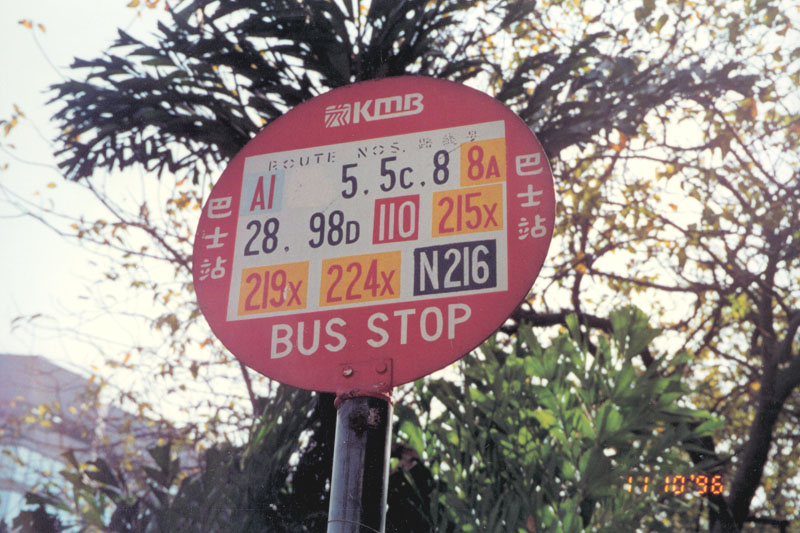 KMB
ROUTE NOS. 路線號
A1 5. 5C. 8 8A
28. 98D 110 215X
219X 224X N216
巴士站
巴士站
BUS STOP
11 10 '96